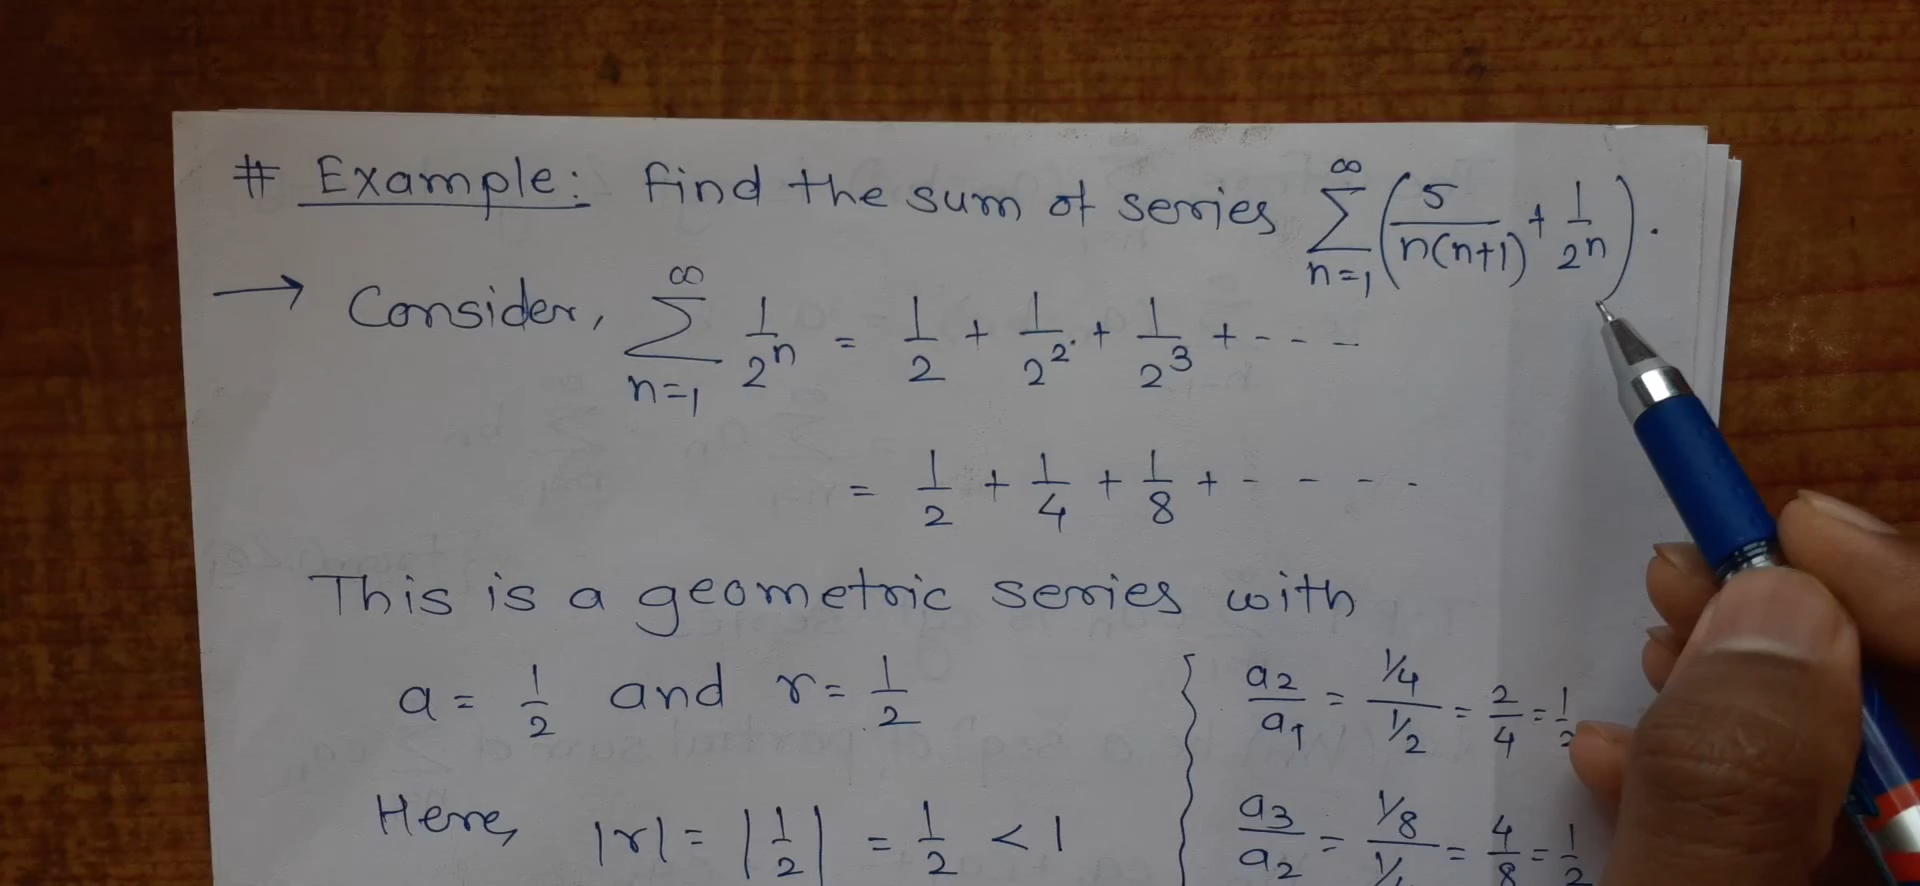 # Example: find the sum of series ∑_{n=1}^{∞} (5/n(n+1) + 1/2^n).
→ Consider, ∑_{n=1}^{∞} 1/2^n = 1/2 + 1/2^2 + 1/2^3 + - - -
= 1/2 + 1/4 + 1/8 + - - - -
This is a geometric series with
a = 1/2 and r = 1/2 { a2/a1 = (1/4)/(1/2) = 2/4 = 1/2
Here, |r| = |1/2| = 1/2 < 1 a3/a2 = 1/8 = 4/8 = 1/2